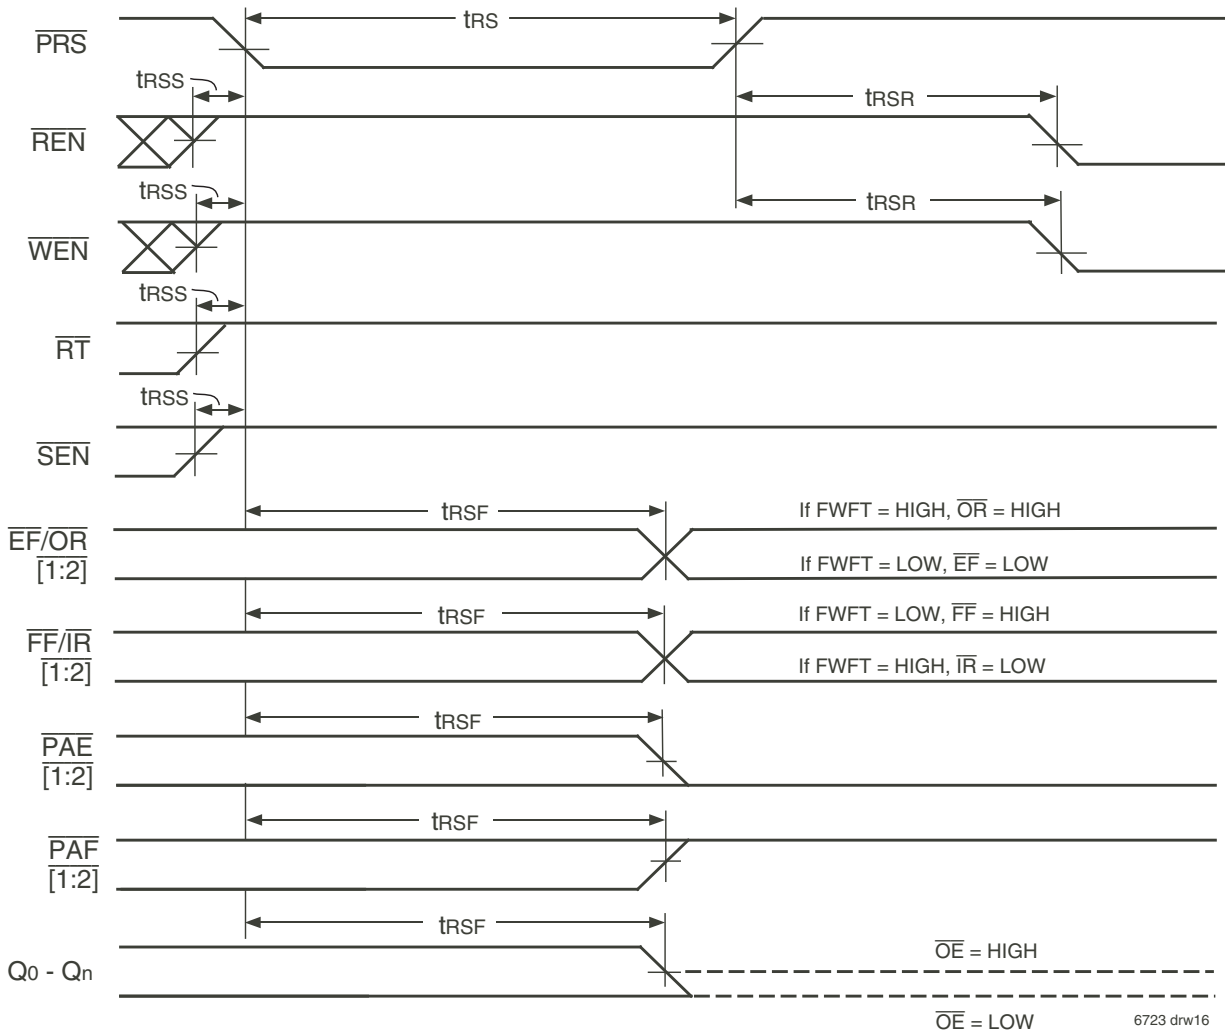 tRS
PRS
tRSS
tRSR
REN
tRSS
tRSR
WEN
tRSS
RT
tRSS
SEN
tRSF
If FWFT = HIGH, OR = HIGH
EF/OR
[1:2]
If FWFT = LOW, EF = LOW
tRSF
If FWFT = LOW, FF = HIGH
FF/IR
[1:2]
If FWFT = HIGH, IR = LOW
tRSF
PAE
[1:2]
tRSF
PAF
[1:2]
tRSF
OE = HIGH
Q0 - Qn
OE = LOW
6723 drw16